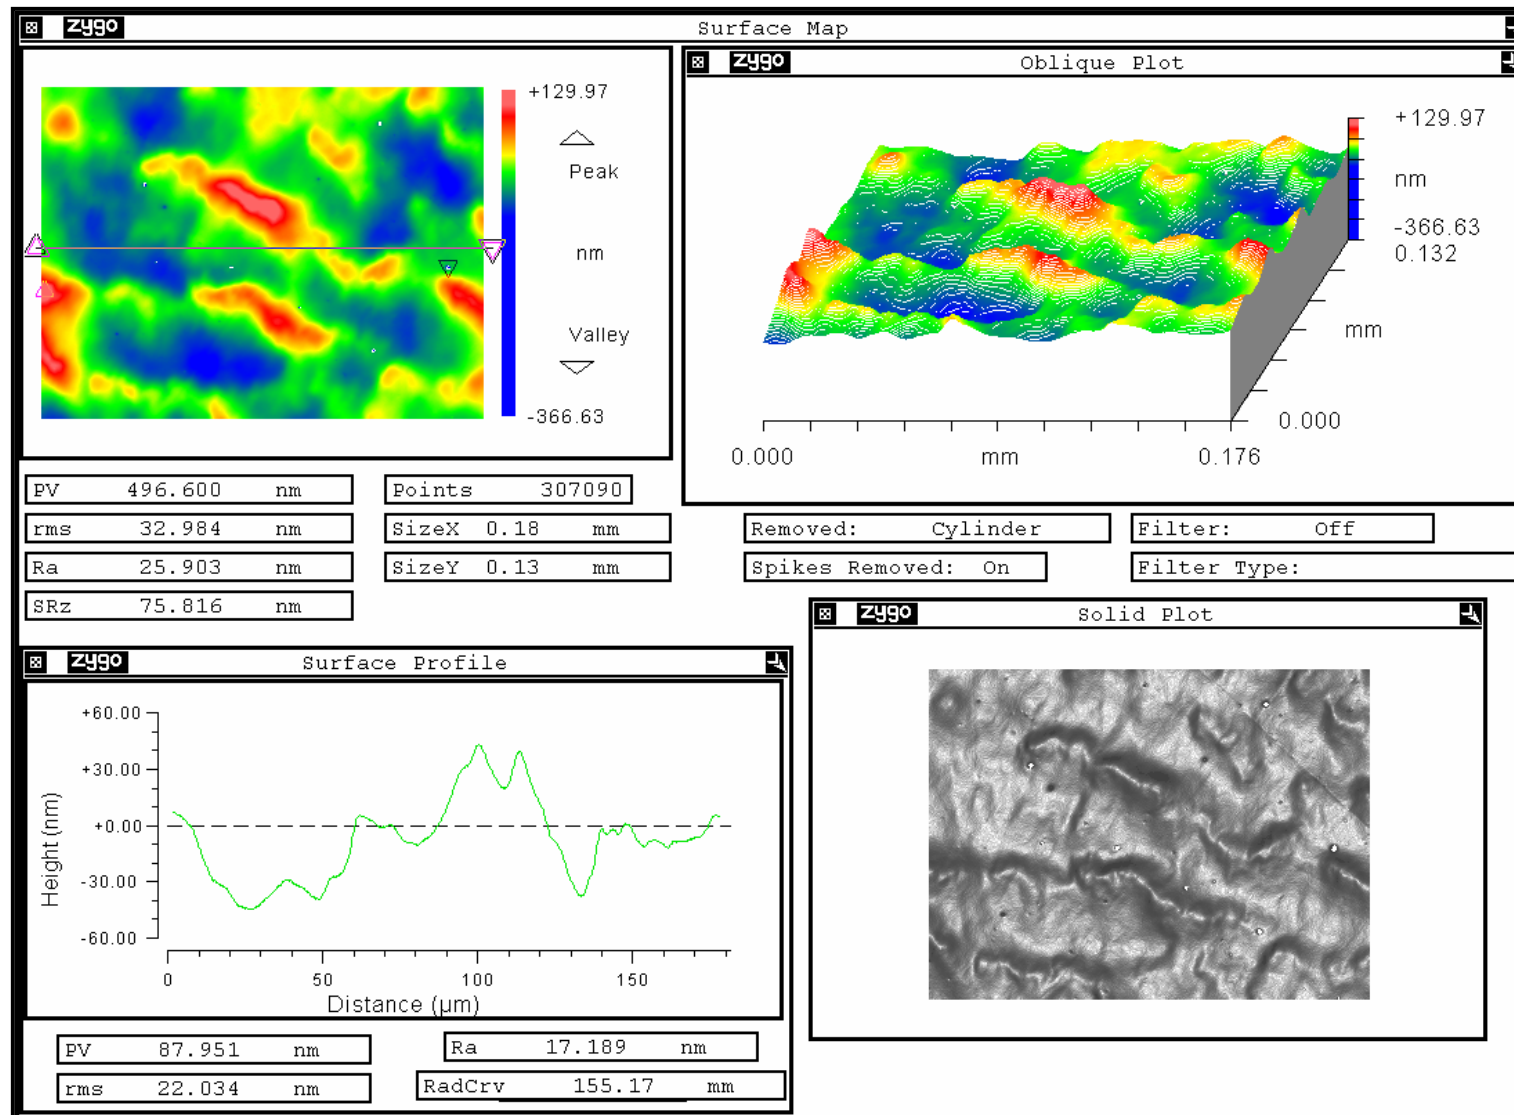 zygo Surface Map
+129.97
Peak
nm
Valley
-366.63
zygo Oblique Plot
+129.97
nm
-366.63
0.132
mm
0.000
0.000 mm 0.176
PV 496.600 nm
rms 32.984 nm
Ra 25.903 nm
SRz 75.816 nm
Points 307090
SizeX 0.18 mm
SizeY 0.13 mm
Removed: Cylinder
Spikes Removed: On
Filter: Off
Filter Type:
zygo Surface Profile
Height (nm)
+60.00
+30.00
+0.00
-30.00
-60.00
0 50 100 150
Distance (µm)
PV 87.951 nm
rms 22.034 nm
Ra 17.189 nm
RadCrv 155.17 mm
zygo Solid Plot